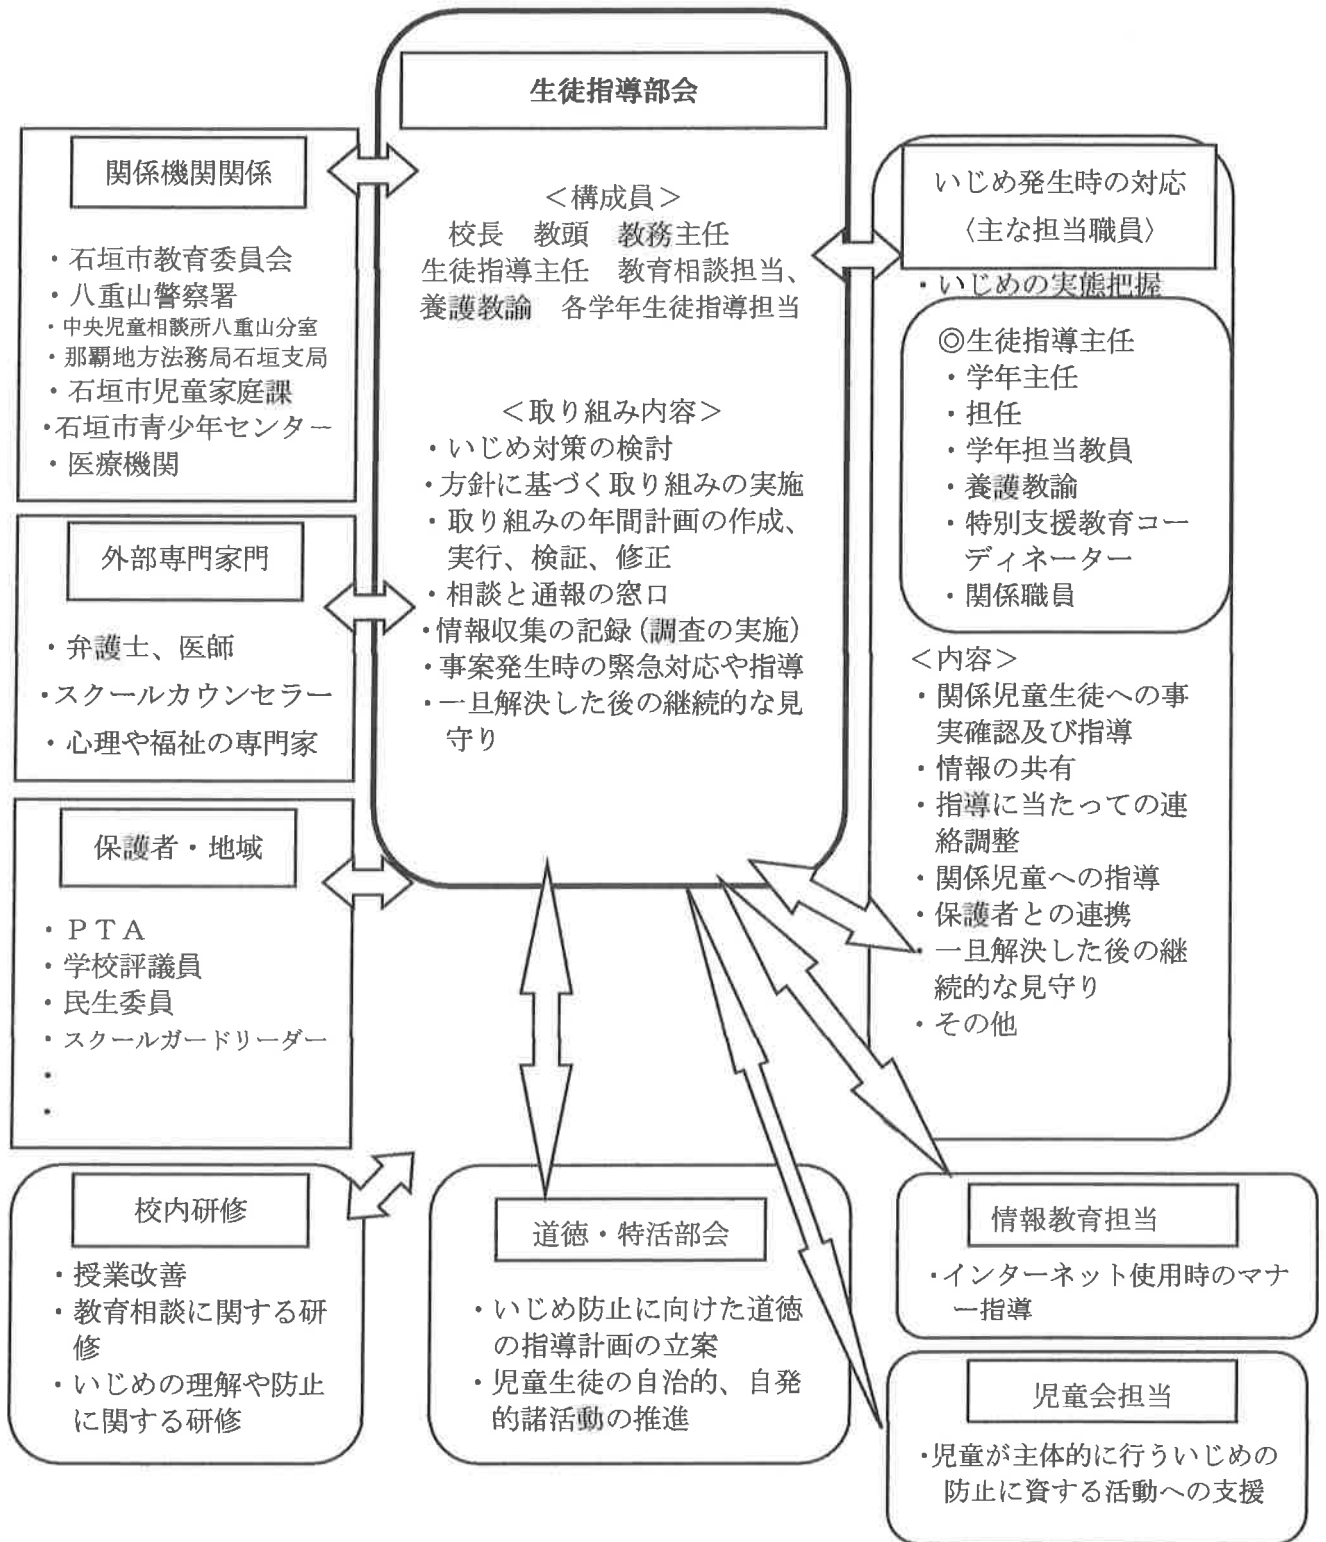 生徒指導部会
＜構成員＞
校長　教頭　教務主任
生徒指導主任　教育相談担当、
養護教諭　各学年生徒指導担当
＜取り組み内容＞
・いじめ対策の検討
・方針に基づく取り組みの実施
・取り組みの年間計画の作成、
実行、検証、修正
・相談と通報の窓口
・情報収集の記録（調査の実施）
・事案発生時の緊急対応や指導
・一旦解決した後の継続的な見
守り
関係機関関係
・石垣市教育委員会
・八重山警察署
・中央児童相談所八重山分室
・那覇地方法務局石垣支局
・石垣市児童家庭課
・石垣市青少年センター
・医療機関
外部専門家門
・弁護士、医師
・スクールカウンセラー
・心理や福祉の専門家
保護者・地域
・ＰＴＡ
・学校評議員
・民生委員
・スクールガードリーダー
・
・
校内研修
・授業改善
・教育相談に関する研
修
・いじめの理解や防止
に関する研修
道徳・特活部会
・いじめ防止に向けた道徳
の指導計画の立案
・児童生徒の自治的、自発
的諸活動の推進
いじめ発生時の対応
〈主な担当職員〉
・いじめの実態把握
◎生徒指導主任
・学年主任
・担任
・学年担当教員
・養護教諭
・特別支援教育コー
ディネーター
・関係職員
＜内容＞
・関係児童生徒への事
実確認及び指導
・情報の共有
・指導に当たっての連
絡調整
・関係児童への指導
・保護者との連携
・一旦解決した後の継
続的な見守り
・その他
情報教育担当
・インターネット使用時のマナ
ー指導
児童会担当
・児童が主体的に行ういじめの
防止に資する活動への支援